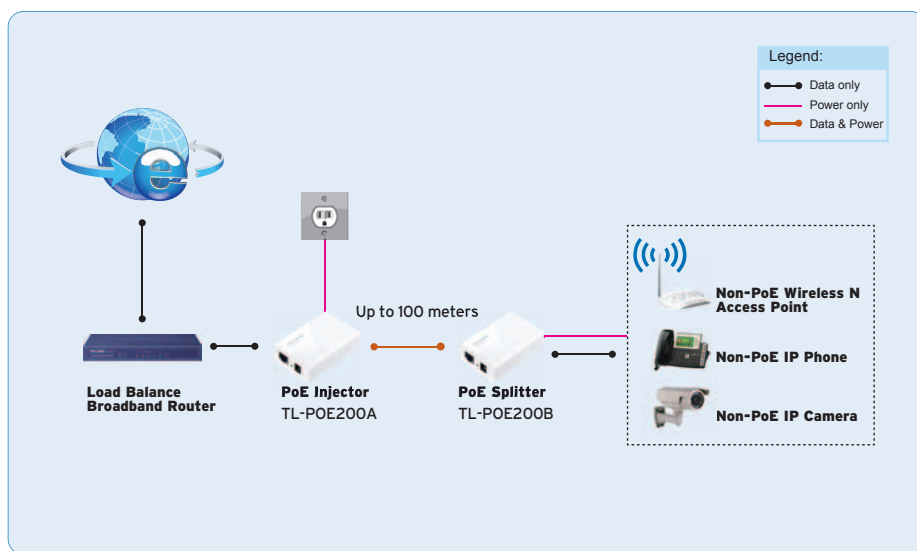 Legend:
Data only
Power only
Data & Power
Up to 100 meters
Load Balance
Broadband Router
PoE Injector
TL-POE200A
PoE Splitter
TL-POE200B
Non-PoE Wireless N
Access Point
Non-PoE IP Phone
Non-PoE IP Camera